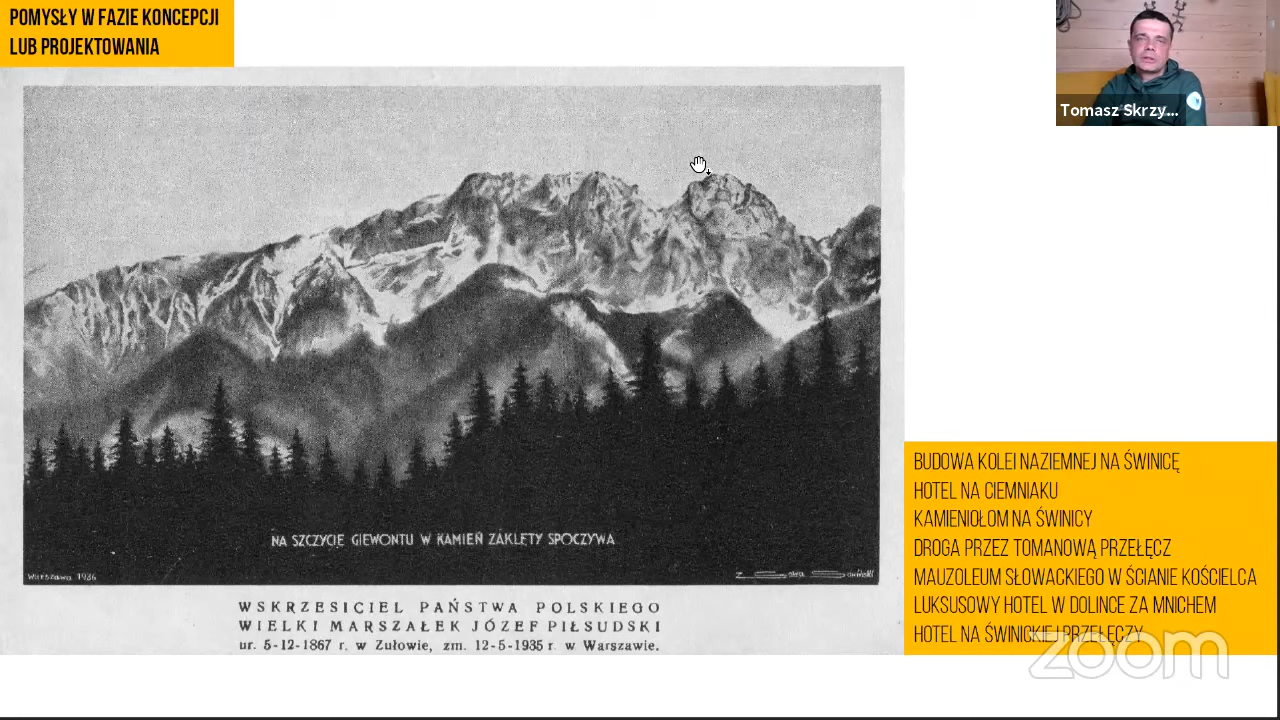 POMYSŁY W FAZIE KONCEPCJI
LUB PROJEKTOWANIA
Tomasz Skrzy...
NA SZCZYCIE GIEWONTU W KAMIEŃ ZAKLĘTY SPOCZYWA
Warszawa 1936
WSKRZESICIEL PAŃSTWA POLSKIEGO
WIELKI MARSZAŁEK JÓZEF PIŁSUDSKI
ur. 5-12-1867 r. w Zułowie, zm. 12-5-1935 r. w Warszawie.
BUDOWA KOLEI NAZIEMNEJ NA ŚWINICĘ
HOTEL NA CIEMNIAKU
KAMIENIOŁOM NA ŚWINICY
DROGA PRZEZ TOMANOWĄ PRZEŁĘCZ
MAUZOLEUM SŁOWACKIEGO W ŚCIANIE KOŚCIELCA
LUKSUSOWY HOTEL W DOLINCE ZA MNICHEM
HOTEL NA ŚWINICKIEJ PRZEŁĘCZY
zoom